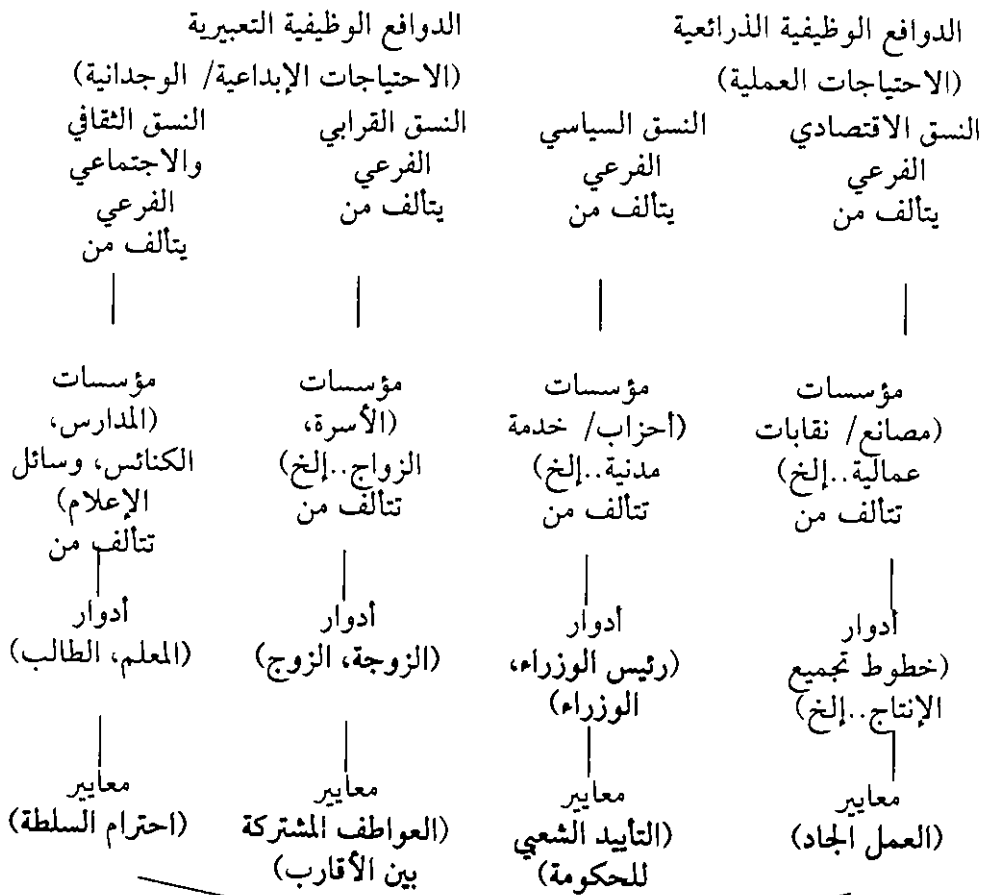 الدوافع الوظيفية الذرائعية
(الاحتياجات العملية)
الدوافع الوظيفية التعبيرية
(الاحتياجات الإبداعية/ الوجدانية)
النسق الاقتصادي
الفرعي
يتألف من
النسق السياسي
الفرعي
يتألف من
النسق القرابي
الفرعي
يتألف من
النسق الثقافي
والاجتماعي
الفرعي
يتألف من
مؤسسات
(مصانع/ نقابات
عمالية..إلخ)
تتألف من
مؤسسات
(أحزاب/ خدمة
مدنية..إلخ)
تتألف من
مؤسسات
(الأسرة،
الزواج..إلخ)
تتألف من
مؤسسات
(المدارس،
الكنائس، وسائل
الإعلام)
تتألف من
أدوار
(خطوط تجميع
الإنتاج..إلخ)
أدوار
(رئيس الوزراء،
الوزراء)
أدوار
(الزوجة، الزوج)
أدوار
(المعلم، الطالب)
معايير
(العمل الجاد)
معايير
(التأييد الشعبي
للحكومة)
معايير
(العواطف المشتركة
بين الأقارب)
معايير
(احترام السلطة)